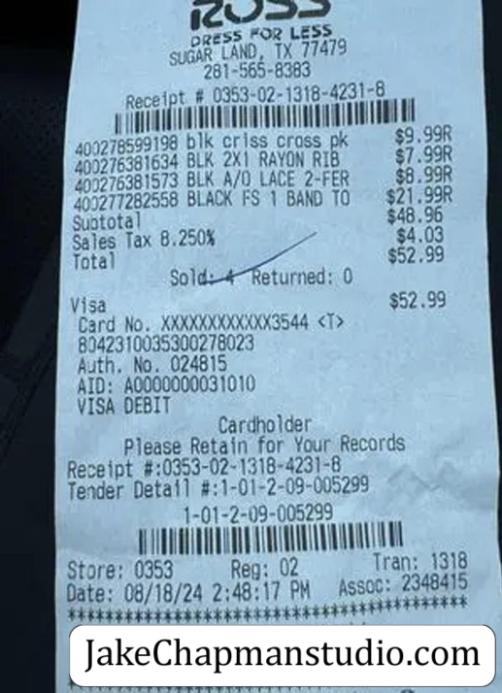 ROSS
DRESS FOR LESS
SUGAR LAND, TX 77479
281-565-8383
Receipt # 0353-02-1318-4231-8
400278599198 blk criss cross pk $9.99R
400276381634 BLK 2X1 RAYON RIB $7.99R
400276381573 BLK A/O LACE 2-FER $8.99R
400277282558 BLACK FS 1 BAND TO $21.99R
Subtotal $48.96
Sales Tax 8.250% $4.03
Total $52.99
Sold: 4 Returned: 0
Visa $52.99
Card No. XXXXXXXXXXXX3544 <T>
8042310035300278023
Auth. No. 024815
AID: A0000000031010
VISA DEBIT
Cardholder
Please Retain for Your Records
Receipt #:0353-02-1318-4231-8
Tender Detail #:1-01-2-09-005299
1-01-2-09-005299
Store: 0353 Reg: 02 Tran: 1318
Date: 08/18/24 2:48:17 PM Assoc: 2348415
****************************************
JakeChapmanstudio.com